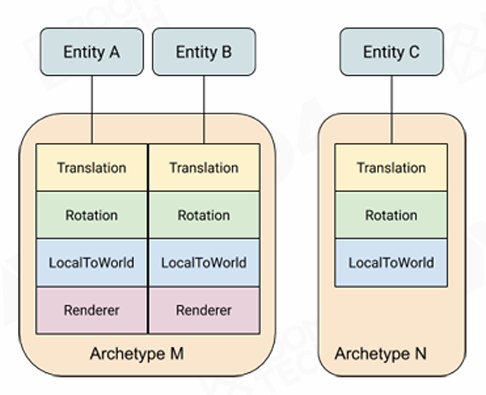 Entity A Entity B Entity C
Translation Translation Translation
Rotation Rotation Rotation
LocalToWorld LocalToWorld LocalToWorld
Renderer Renderer
Archetype M Archetype N